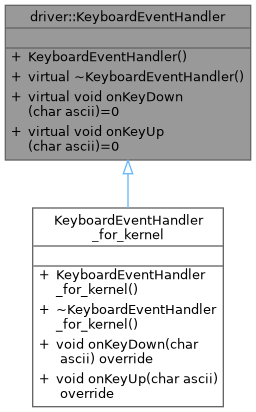 driver::KeyboardEventHandler
+ KeyboardEventHandler()
+ virtual ~KeyboardEventHandler()
+ virtual void onKeyDown
(char ascii)=0
+ virtual void onKeyUp
(char ascii)=0
KeyboardEventHandler
_for_kernel
+ KeyboardEventHandler
_for_kernel()
+ ~KeyboardEventHandler
_for_kernel()
+ void onKeyDown(char
ascii) override
+ void onKeyUp(char ascii)
override